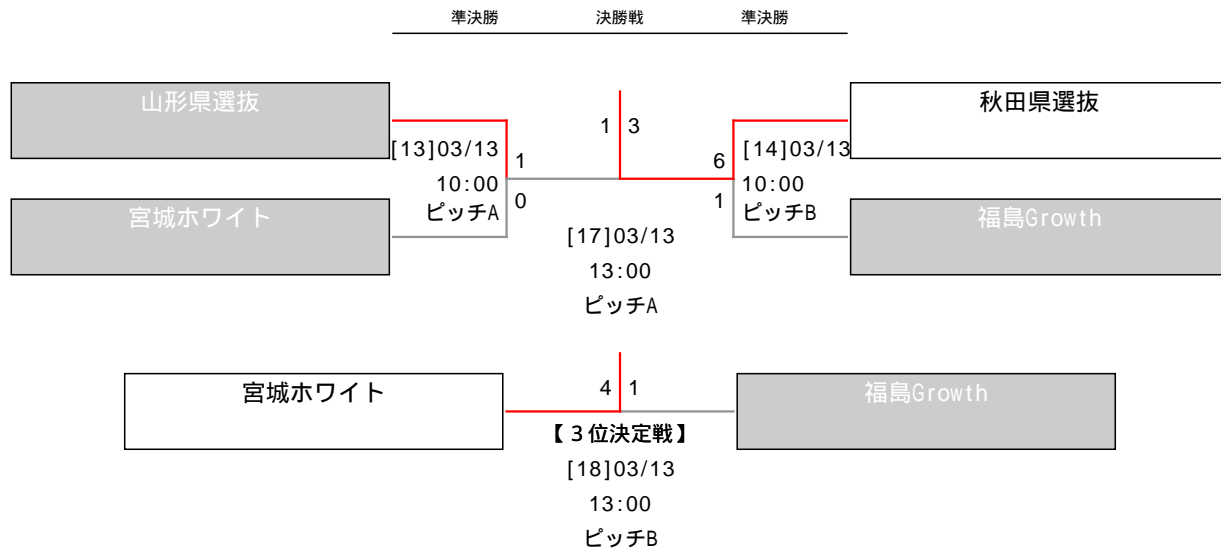 準決勝 決勝戦 準決勝
山形県選抜
秋田県選抜
1 3
[13]03/13
10:00
ピッチA
1
0
6
1
[14]03/13
10:00
ピッチB
宮城ホワイト
福島Growth
[17]03/13
13:00
ピッチA
宮城ホワイト
4 1
福島Growth
【３位決定戦】
[18]03/13
13:00
ピッチB